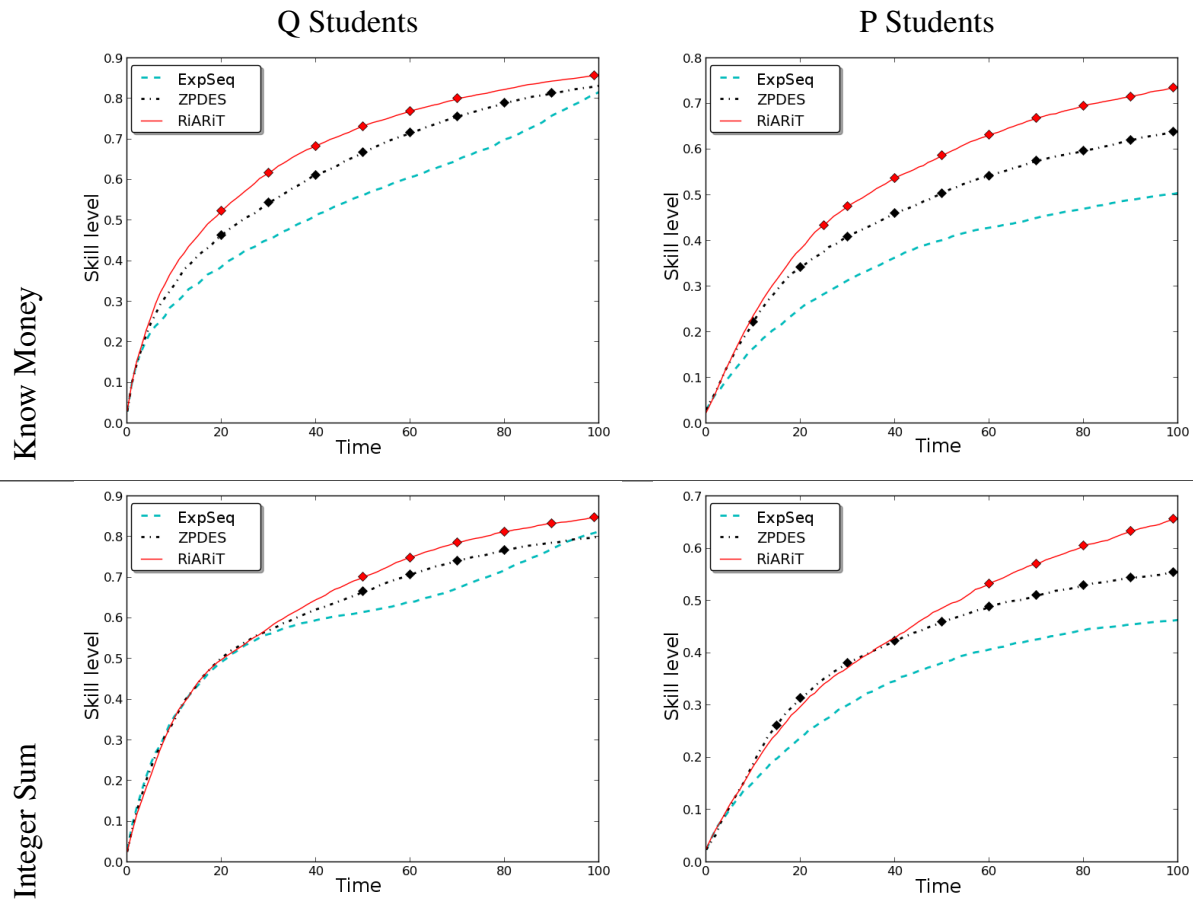 Q Students
P Students
Know Money
0.9
0.8
0.7
0.6
0.5
0.4
0.3
0.2
0.1
0.0
Skill level
ExpSeq
ZPDES
RiARiT
0
20
40
60
80
100
Time
0.8
0.7
0.6
0.5
0.4
0.3
0.2
0.1
0.0
Skill level
ExpSeq
ZPDES
RiARiT
0
20
40
60
80
100
Time
Integer Sum
0.9
0.8
0.7
0.6
0.5
0.4
0.3
0.2
0.1
0.0
Skill level
ExpSeq
ZPDES
RiARiT
0
20
40
60
80
100
Time
0.7
0.6
0.5
0.4
0.3
0.2
0.1
0.0
Skill level
ExpSeq
ZPDES
RiARiT
0
20
40
60
80
100
Time